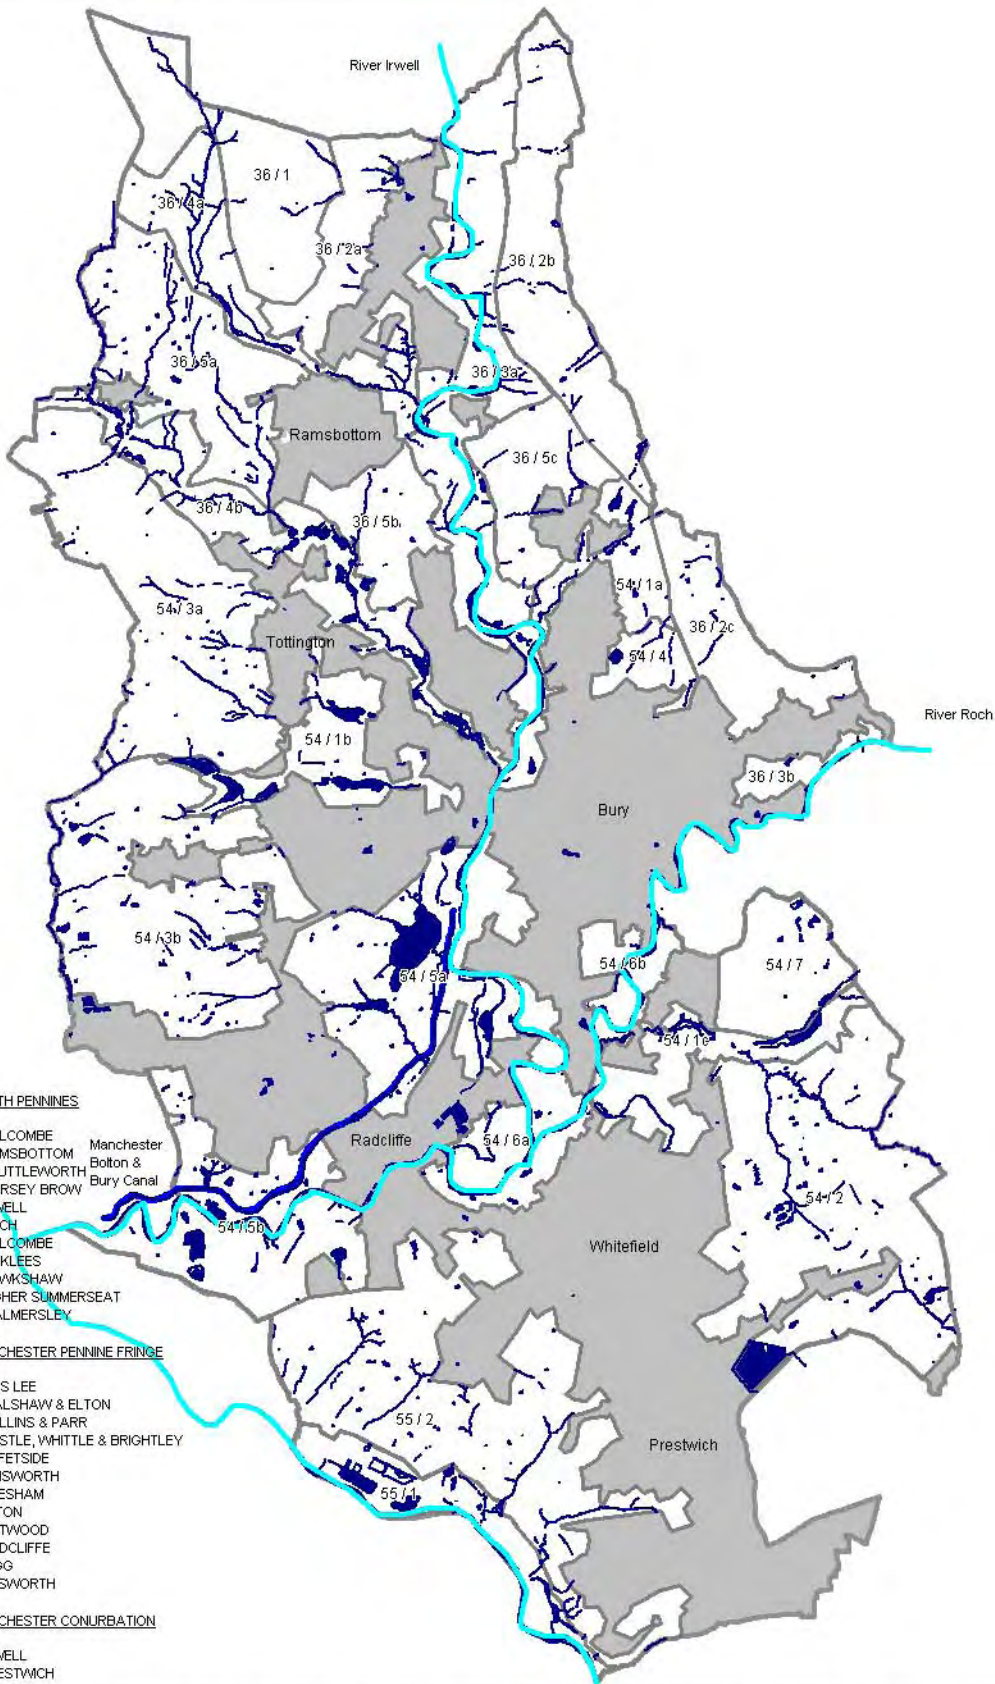 River Irwell
36 / 1
36 / 4a
36 / 2a
36 / 2b
36 / 5a
36 / 3a
Ramsbottom
36 / 5c
36 / 4b
36 / 5b
54 / 1a
54 / 3a
36 / 2c
Tottington
54 / 4
River Roch
54 / 1b
36 / 3b
Bury
54 / 3b
54 / 5a
54 / 6b
54 / 7
54 / 1c
Radcliffe
54 / 6a
Manchester
Bolton &
Bury Canal
54 / 2
54 / 5b
Whitefield
55 / 2
Prestwich
55 / 1
TH PENNINES
LCOMBE
MSBOTTOM
UTTLEWORTH
RSEY BROW
WELL
CH
LCOMBE
KLEES
WKSHAW
GHER SUMMERSEAT
ALMERSLEY
CHESTER PENNINE FRINGE
S LEE
ALSHAW & ELTON
LLINS & PARR
STLE, WHITTLE & BRIGHTLEY
FETSIDE
NSWORTH
ESHAM
TON
TWOOD
DCLIFFE
GG
SWORTH
CHESTER CONURBATION
WELL
ESTWICH